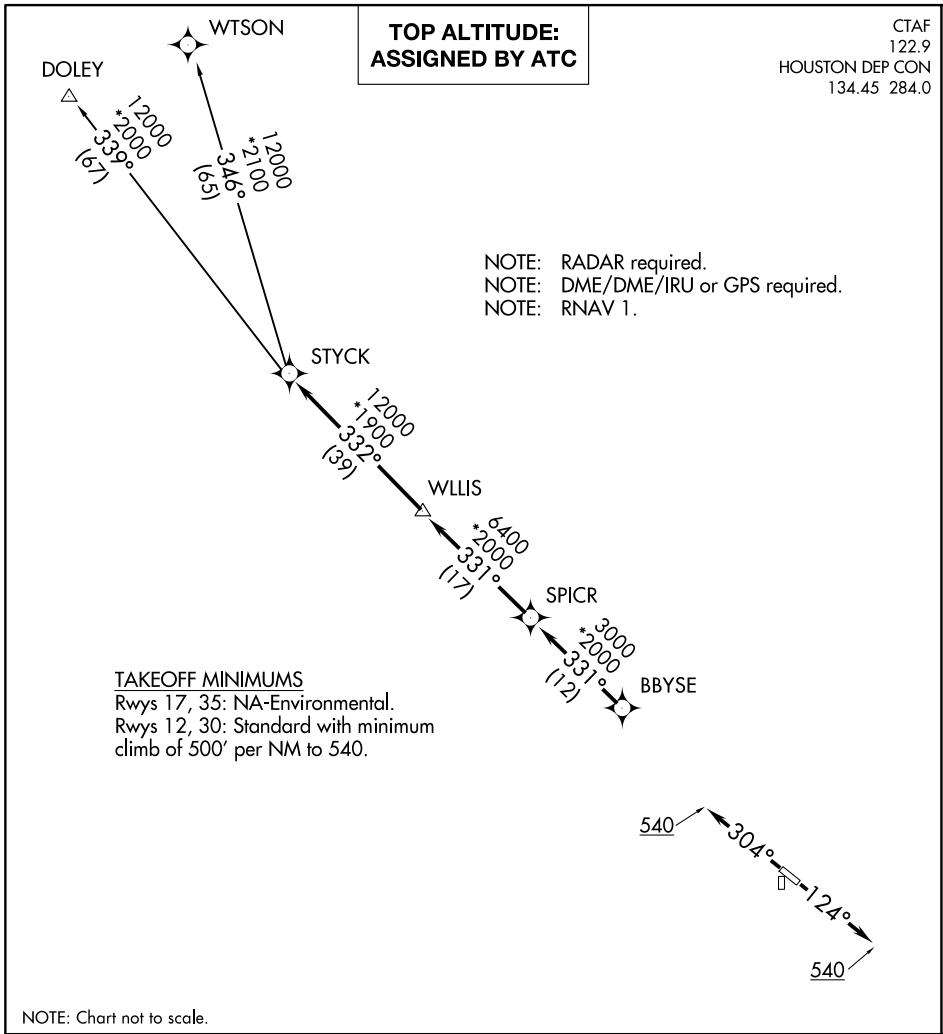 TOP ALTITUDE:
ASSIGNED BY ATC
CTAF
122.9
HOUSTON DEP CON
134.45 284.0
WTSON
DOLEY
12000
*2000
339°
(67)
12000
*2100
346°
(65)
NOTE: RADAR required.
NOTE: DME/DME/IRU or GPS required.
NOTE: RNAV 1.
STYCK
12000
*1900
332°
(39)
WLLIS
6400
*2000
331°
(17)
SPICR
3000
*2000
331°
(12)
BBYSE
TAKEOFF MINIMUMS
Rwys 17, 35: NA-Environmental.
Rwys 12, 30: Standard with minimum
climb of 500' per NM to 540.
540
304°
124°
540
NOTE: Chart not to scale.